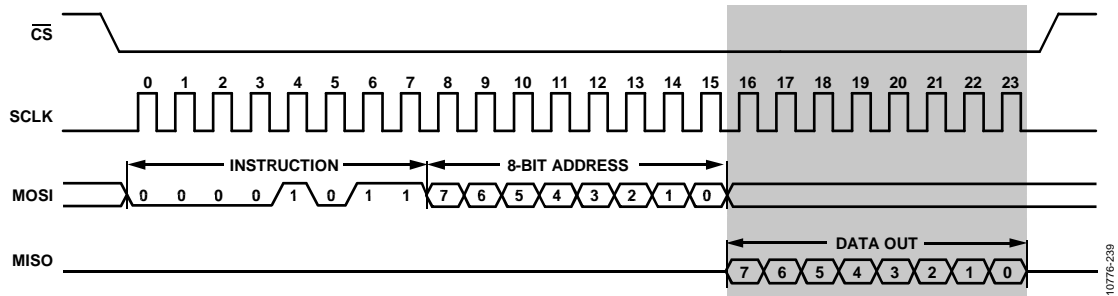 CS
0 1 2 3 4 5 6 7 8 9 10 11 12 13 14 15 16 17 18 19 20 21 22 23
SCLK
INSTRUCTION 8-BIT ADDRESS
MOSI 0 0 0 0 1 0 1 1 7 6 5 4 3 2 1 0
DATA OUT
MISO 7 6 5 4 3 2 1 0
10776-239